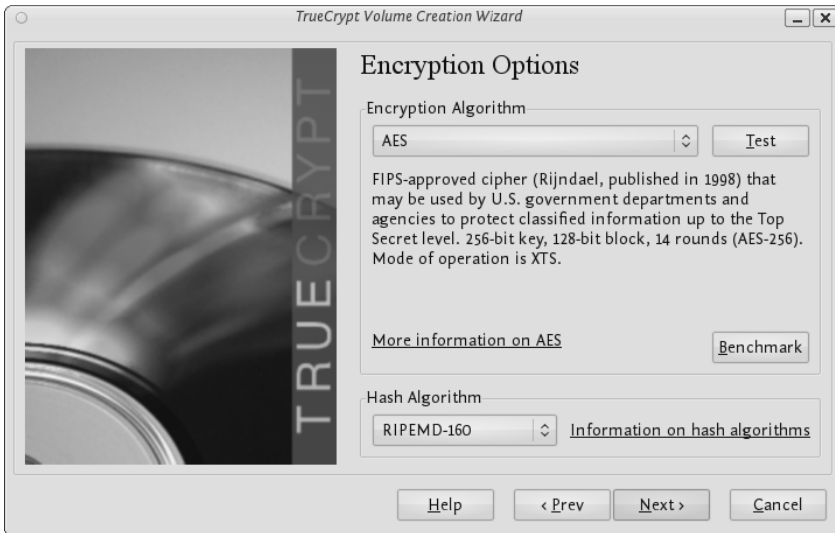 TrueCrypt Volume Creation Wizard
TRUECRYPT
Encryption Options
Encryption Algorithm
AES
Test
FIPS-approved cipher (Rijndael, published in 1998) that
may be used by U.S. government departments and
agencies to protect classified information up to the Top
Secret level. 256-bit key, 128-bit block, 14 rounds (AES-256).
Mode of operation is XTS.
More information on AES
Benchmark
Hash Algorithm
RIPEMD-160
Information on hash algorithms
Help
< Prev
Next >
Cancel